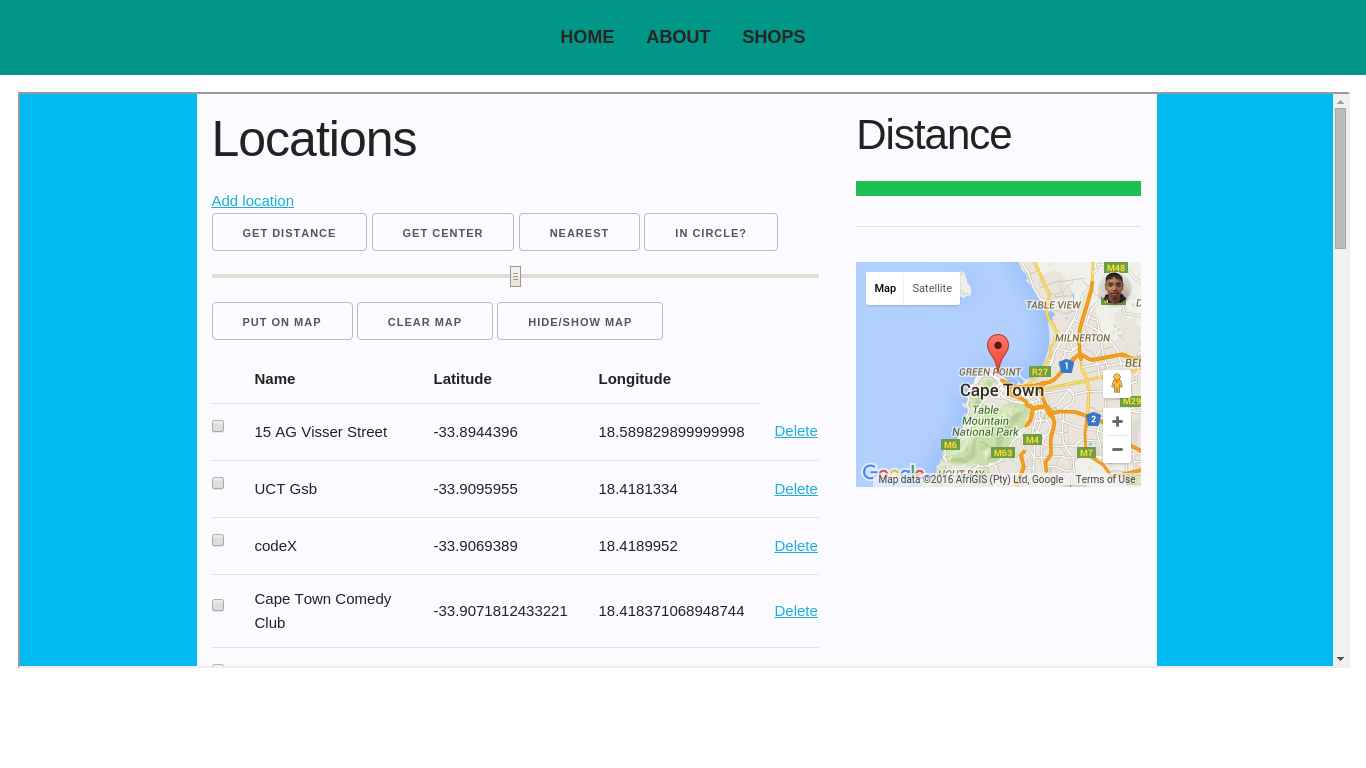 HOME ABOUT SHOPS
Locations
Add location
GET DISTANCE GET CENTER NEAREST IN CIRCLE?
PUT ON MAP CLEAR MAP HIDE/SHOW MAP
Name Latitude Longitude
15 AG Visser Street -33.8944396 18.589829899999998 Delete
UCT Gsb -33.9095955 18.4181334 Delete
codeX -33.9069389 18.4189952 Delete
Cape Town Comedy
Club -33.9071812433221 18.418371068948744 Delete
Distance
M48
Map Satellite
TABLE VIEW
MILNERTON
R27 1
GREEN POINT
Cape Town
M29
Table
Mountain
National Park
2
M6 M4
M63 M7
HOUT BAY
Google
Map data ©2016 AfriGIS (Pty) Ltd, Google Terms of Use